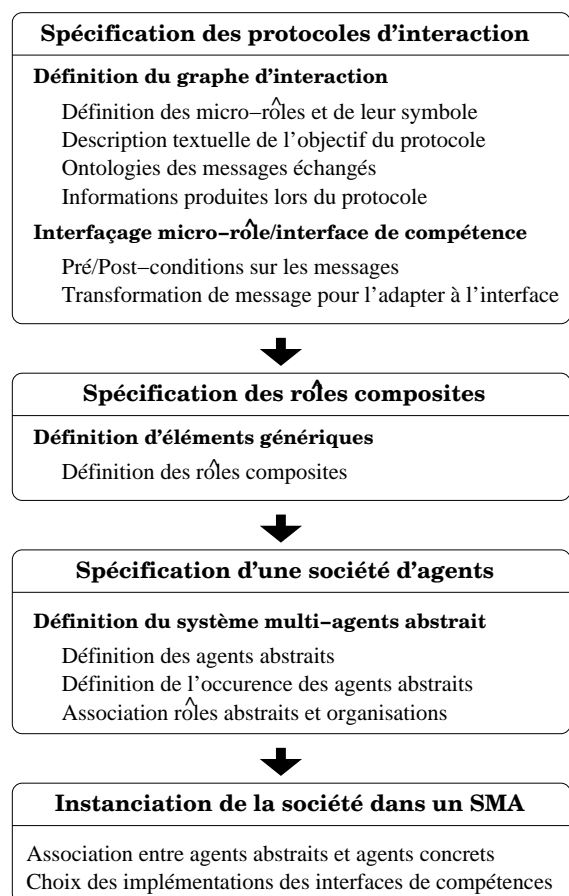 Spécification des protocoles d'interaction
Définition du graphe d'interaction
Définition des micro−rôles et de leur symbole
Description textuelle de l'objectif du protocole
Ontologies des messages échangés
Informations produites lors du protocole
Interfaçage micro−rôle/interface de compétence
Pré/Post−conditions sur les messages
Transformation de message pour l'adapter à l'interface
Spécification des rôles composites
Définition d'éléments génériques
Définition des rôles composites
Spécification d'une société d'agents
Définition du système multi−agents abstrait
Définition des agents abstraits
Définition de l'occurence des agents abstraits
Association rôles abstraits et organisations
Instanciation de la société dans un SMA
Association entre agents abstraits et agents concrets
Choix des implémentations des interfaces de compétences